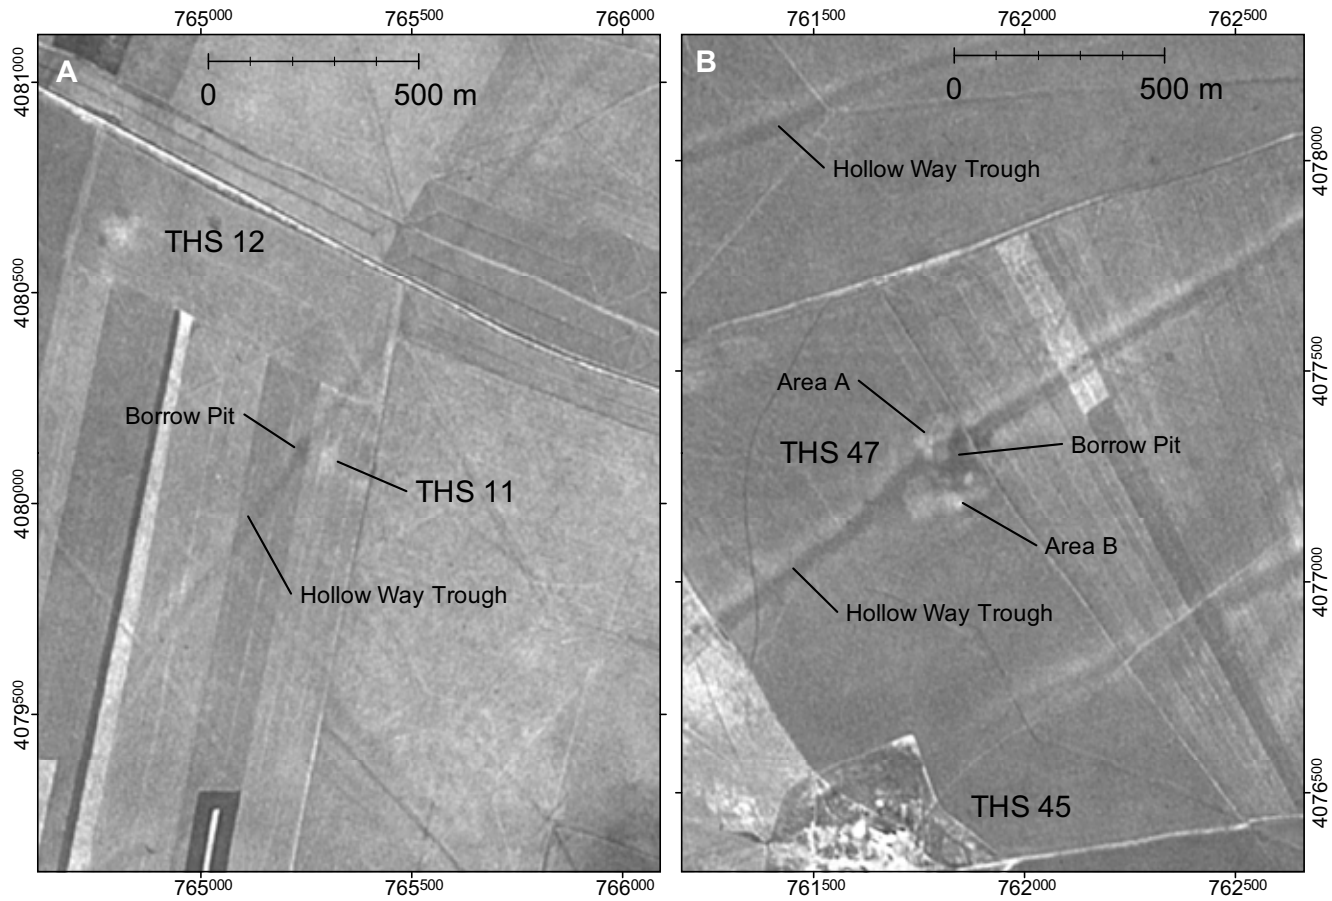 765000 765500 766000 761500 762000 762500
A
0 500 m
B
0 500 m
4081000
4080500
4080000
4079500
4078000
4077500
4077000
4076500
THS 12
Borrow Pit
THS 11
Hollow Way Trough
Hollow Way Trough
Area A
THS 47
Borrow Pit
Area B
Hollow Way Trough
THS 45
765000 765500 766000 761500 762000 762500